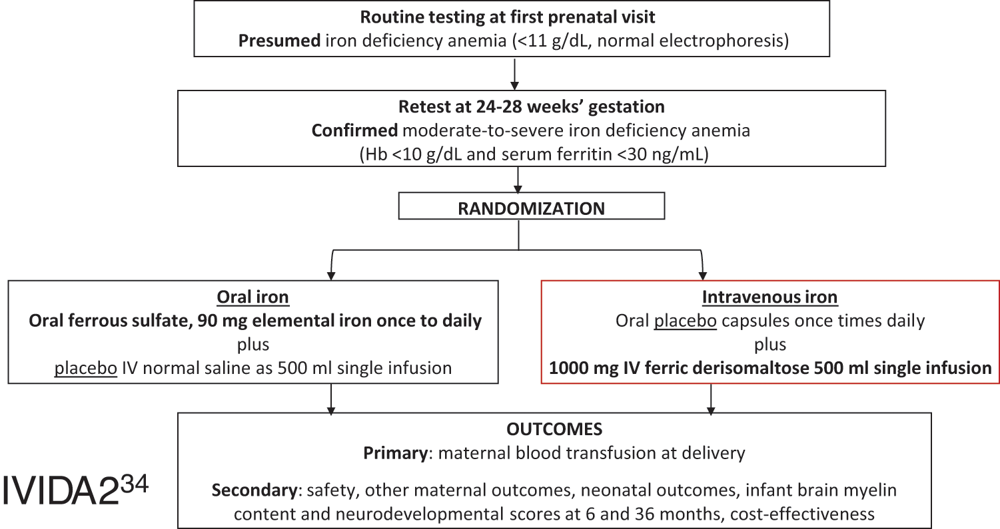 Routine testing at first prenatal visit
Presumed iron deficiency anemia (<11 g/dL, normal electrophoresis)
Retest at 24-28 weeks’ gestation
Confirmed moderate-to-severe iron deficiency anemia
(Hb <10 g/dL and serum ferritin <30 ng/mL)
RANDOMIZATION
Oral iron
Oral ferrous sulfate, 90 mg elemental iron once to daily
plus
placebo IV normal saline as 500 ml single infusion
Intravenous iron
Oral placebo capsules once times daily
plus
1000 mg IV ferric derisomaltose 500 ml single infusion
OUTCOMES
Primary: maternal blood transfusion at delivery
Secondary: safety, other maternal outcomes, neonatal outcomes, infant brain myelin
content and neurodevelopmental scores at 6 and 36 months, cost-effectiveness
IVIDA2³⁴